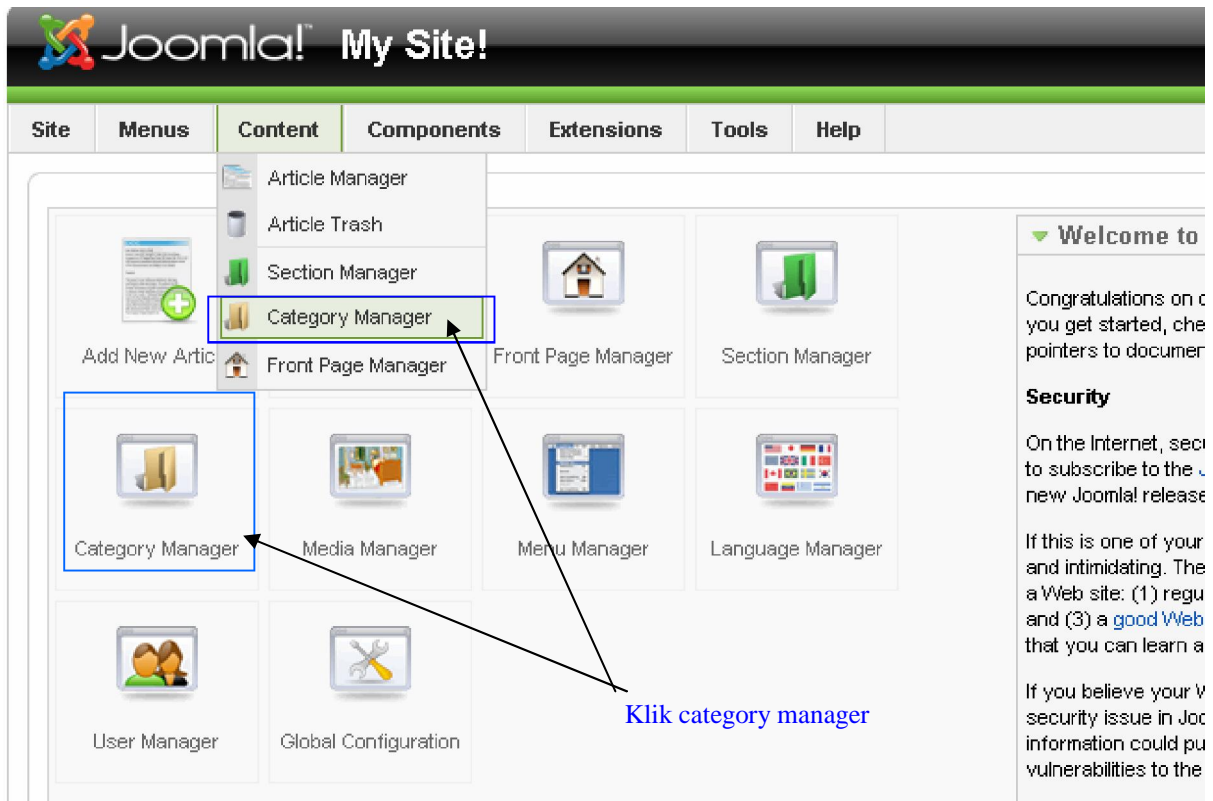 Joomla!™ My Site!
Site Menus Content Components Extensions Tools Help
Article Manager
Article Trash
Section Manager
Category Manager
Front Page Manager
Add New Artic
Front Page Manager
Section Manager
Category Manager
Media Manager
Menu Manager
Language Manager
User Manager
Global Configuration
Klik category manager
Welcome to
Congratulations on
you get started, che
pointers to documen
Security
On the Internet, secu
to subscribe to the
new Joomla! release
If this is one of your
and intimidating. The
a Web site: (1) regu
and (3) a good Web
that you can learn a
If you believe your
security issue in Joo
information could pu
vulnerabilities to the